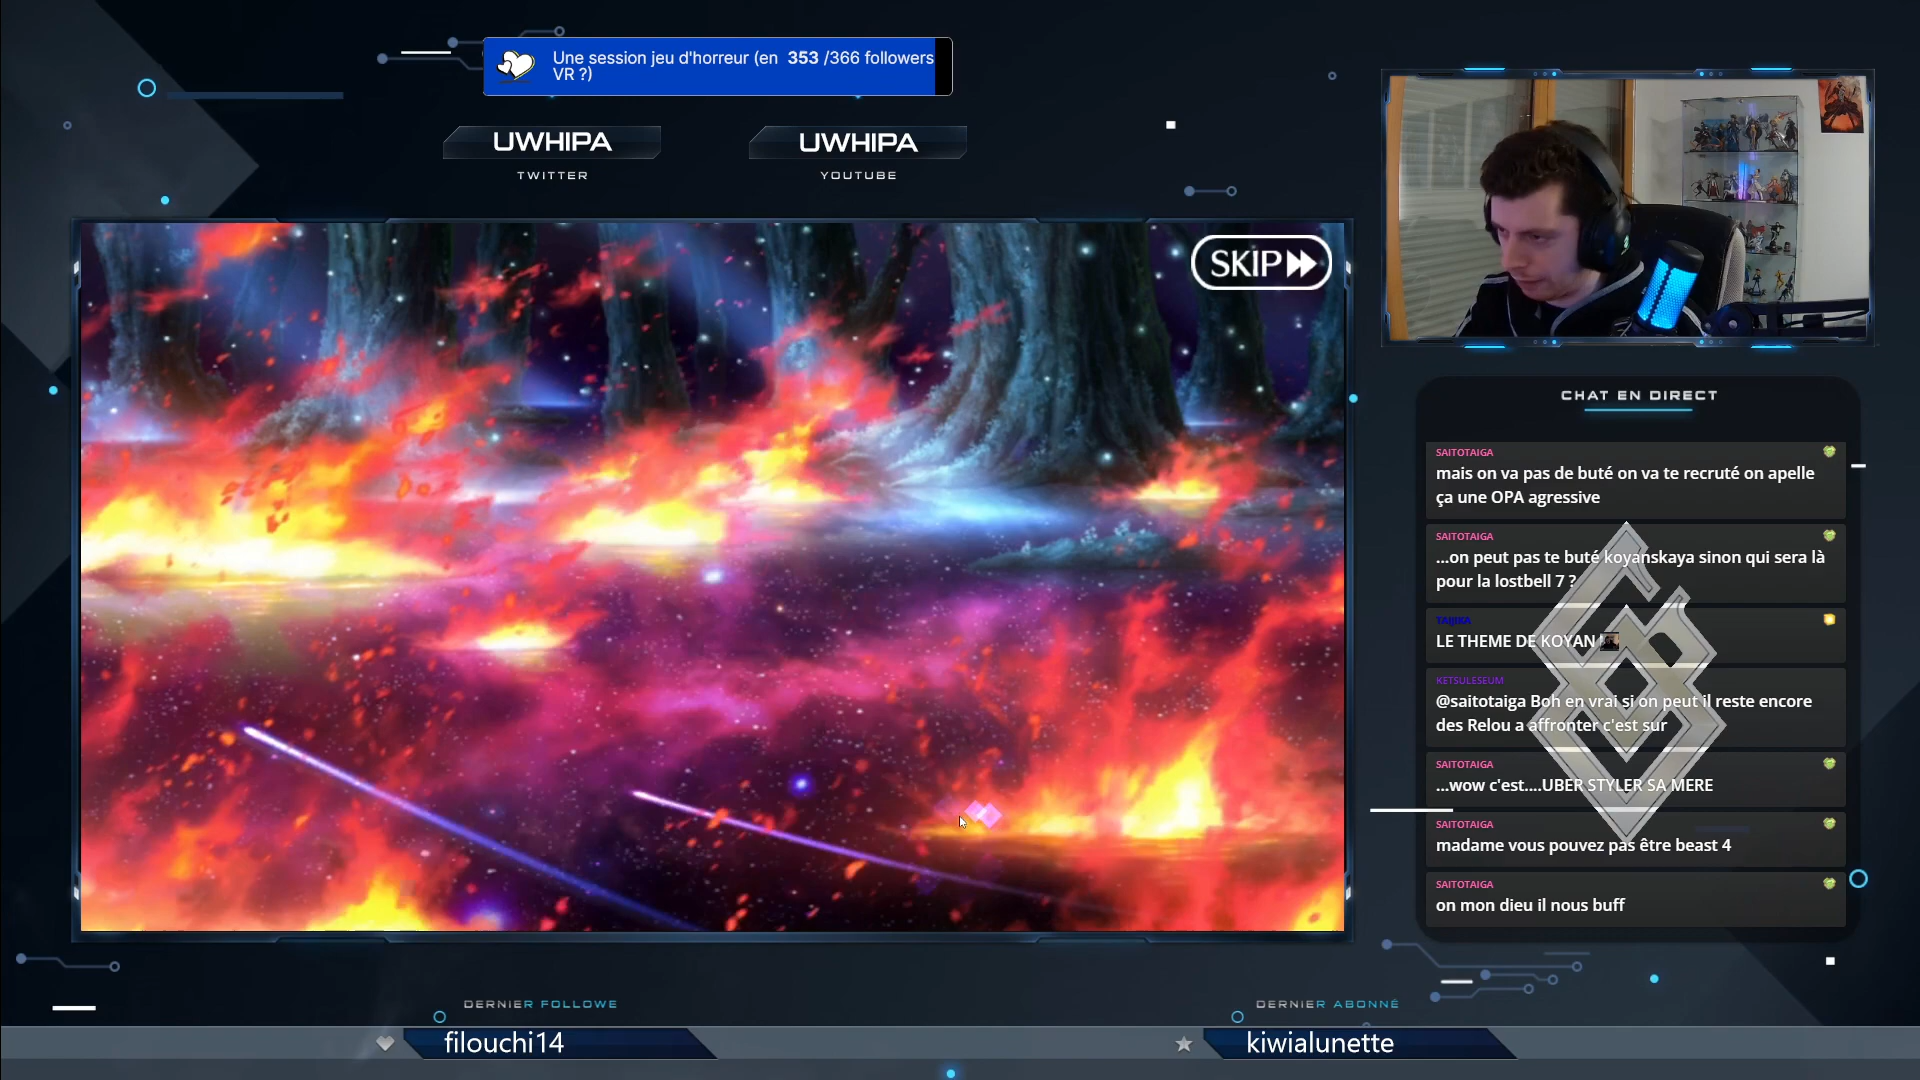 Une session jeu d'horreur (en 353 /366 followers
VR ?)
UWHIPA
TWITTER
UWHIPA
YOUTUBE
SKIP
CHAT EN DIRECT
SAITOTAIGA
mais on va pas de buté on va te recruté on apelle
ça une OPA agressive
SAITOTAIGA
...on peut pas te buté koyanskaya sinon qui sera là
pour la lostbell 7 ?
TAIJIKA
LE THEME DE KOYAN
KETSULESEUM
@saitotaiga Boh en vrai si on peut il reste encore
des Relou a affronter c'est sur
SAITOTAIGA
...wow c'est....UBER STYLER SA MERE
SAITOTAIGA
madame vous pouvez pas être beast 4
SAITOTAIGA
on mon dieu il nous buff
DERNIER FOLLOWE
filouchi14
DERNIER ABONNÉ
kiwialunette